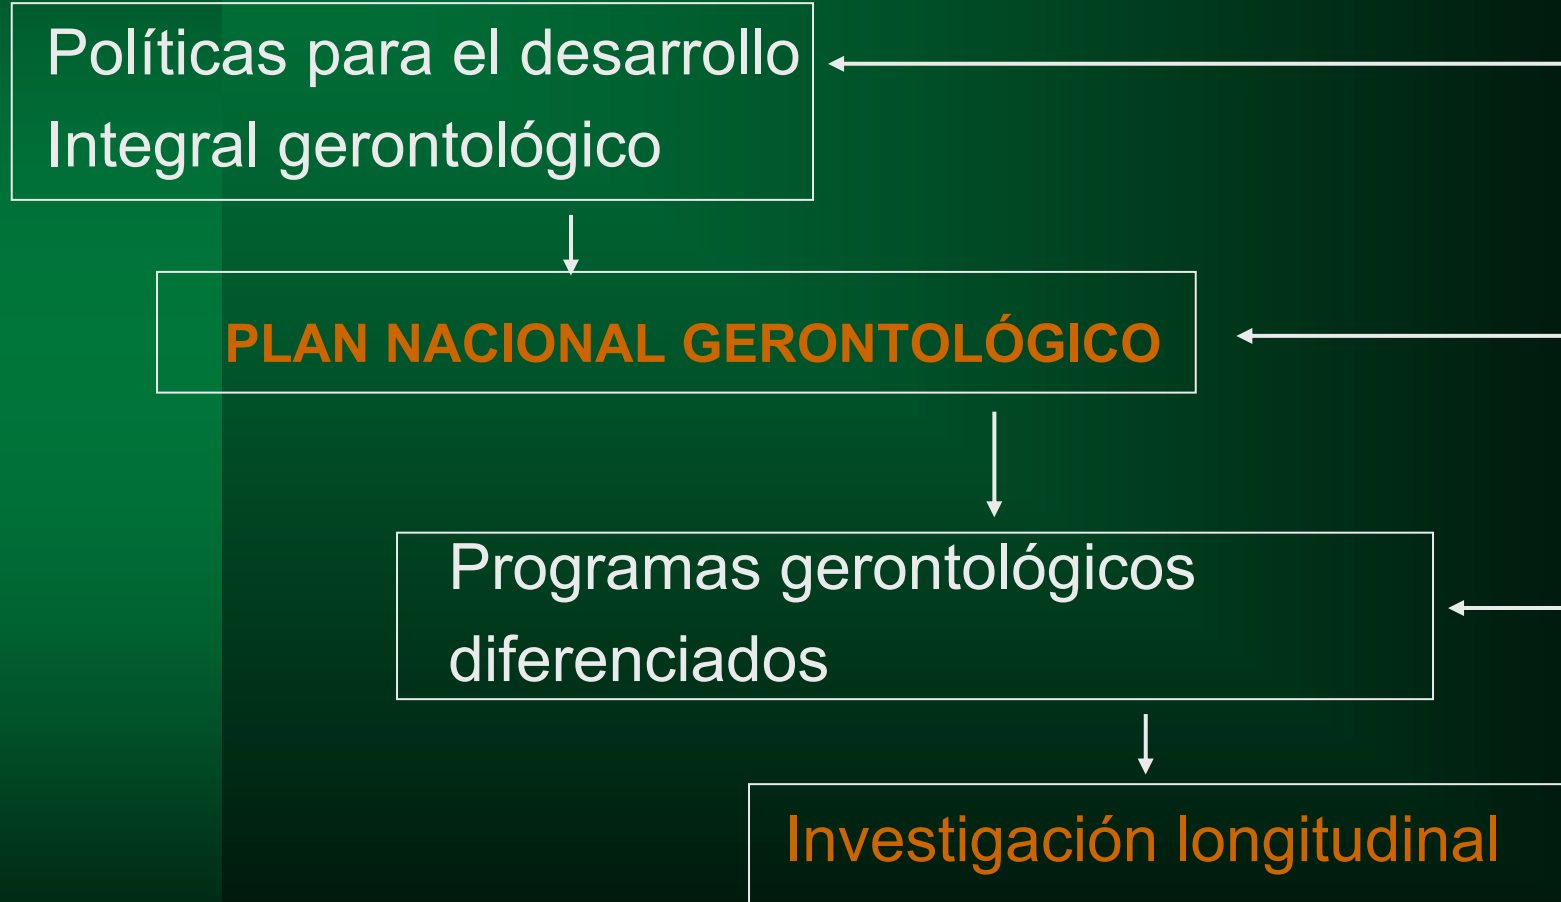 Políticas para el desarrollo
Integral gerontológico
PLAN NACIONAL GERONTOLÓGICO
Programas gerontológicos
diferenciados
Investigación longitudinal